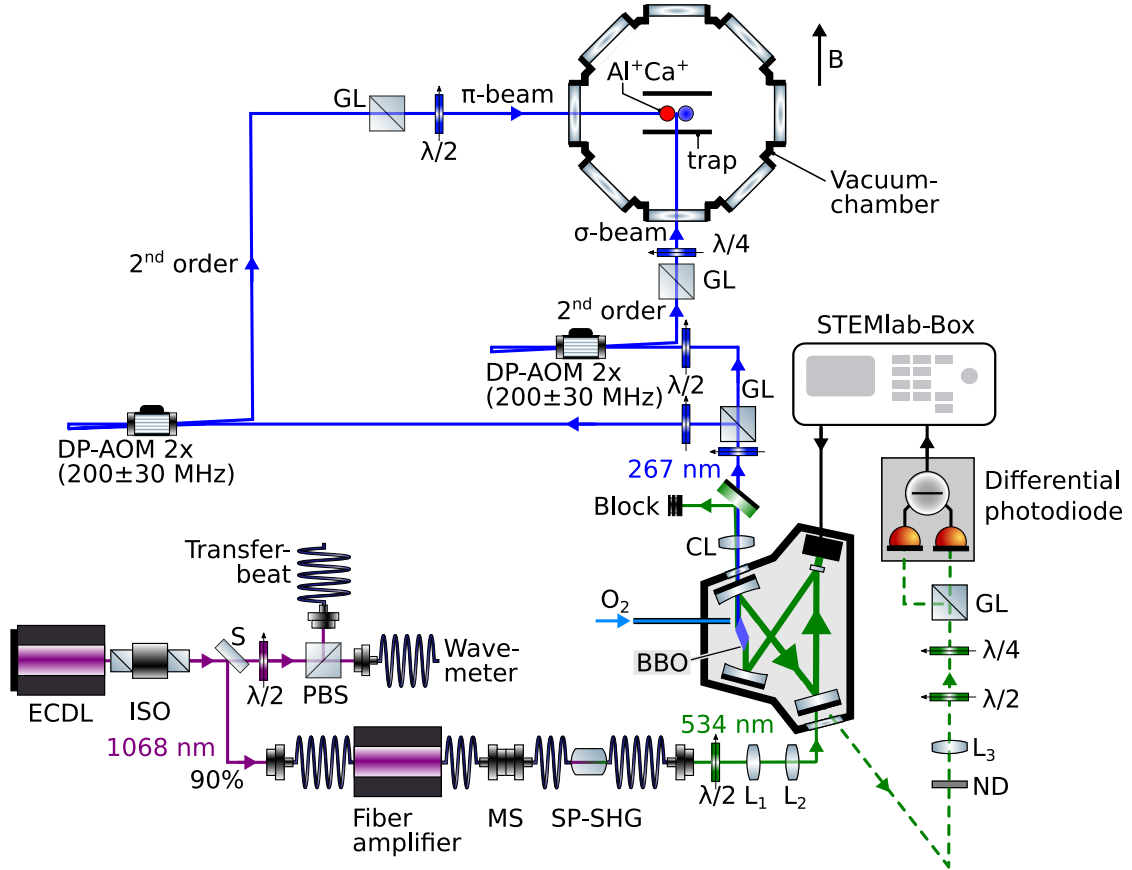 B
Al⁺Ca⁺
π-beam
GL
λ/2
trap
Vacuum-
chamber
σ-beam
λ/4
2ⁿᵈ order
GL
2ⁿᵈ order
STEMlab-Box
DP-AOM 2x
(200±30 MHz)
λ/2
GL
DP-AOM 2x
(200±30 MHz)
267 nm
Differential
photodiode
Block
CL
Transfer-
beat
O₂
GL
S
Wave-
meter
BBO
λ/4
ECDL
ISO
λ/2
PBS
λ/2
1068 nm
534 nm
90%
L₃
λ/2
L₁
L₂
ND
Fiber
amplifier
MS
SP-SHG